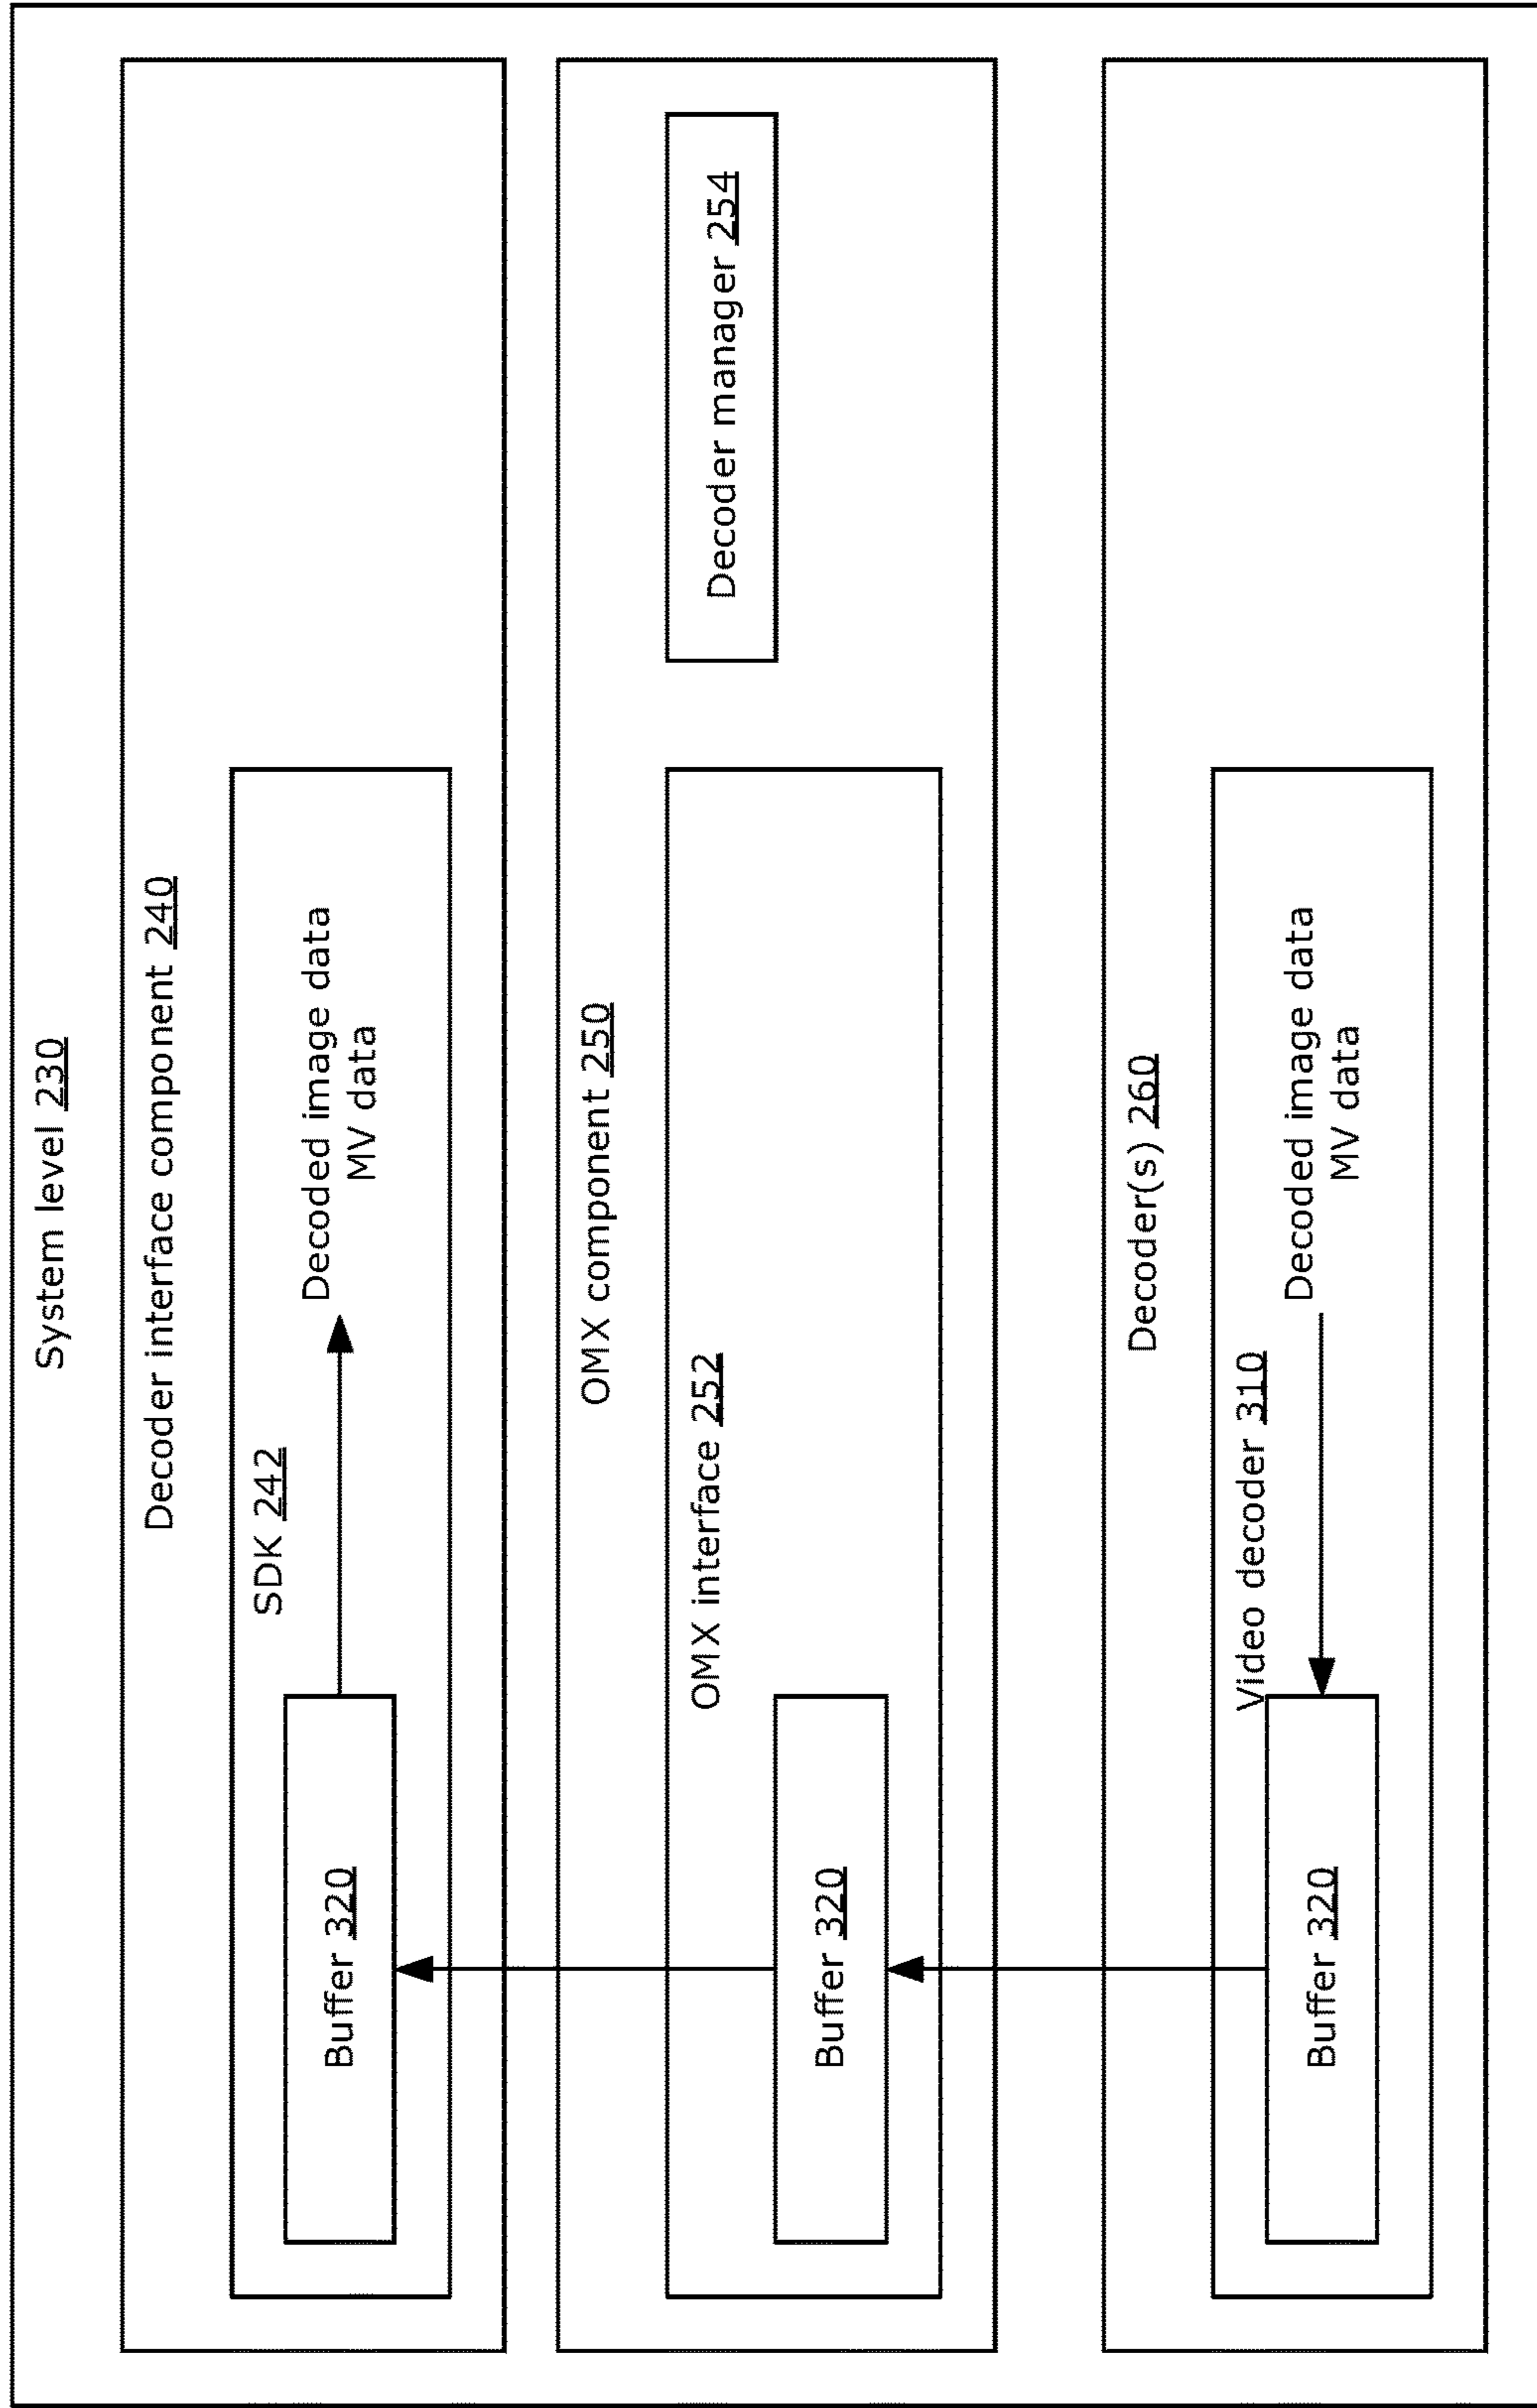 System level 230
Decoder interface component 240
SDK 242
Buffer 320
Decoded image data
MV data
OMX component 250
OMX interface 252
Buffer 320
Decoder manager 254
Decoder(s) 260
Video decoder 310
Buffer 320
Decoded image data
MV data